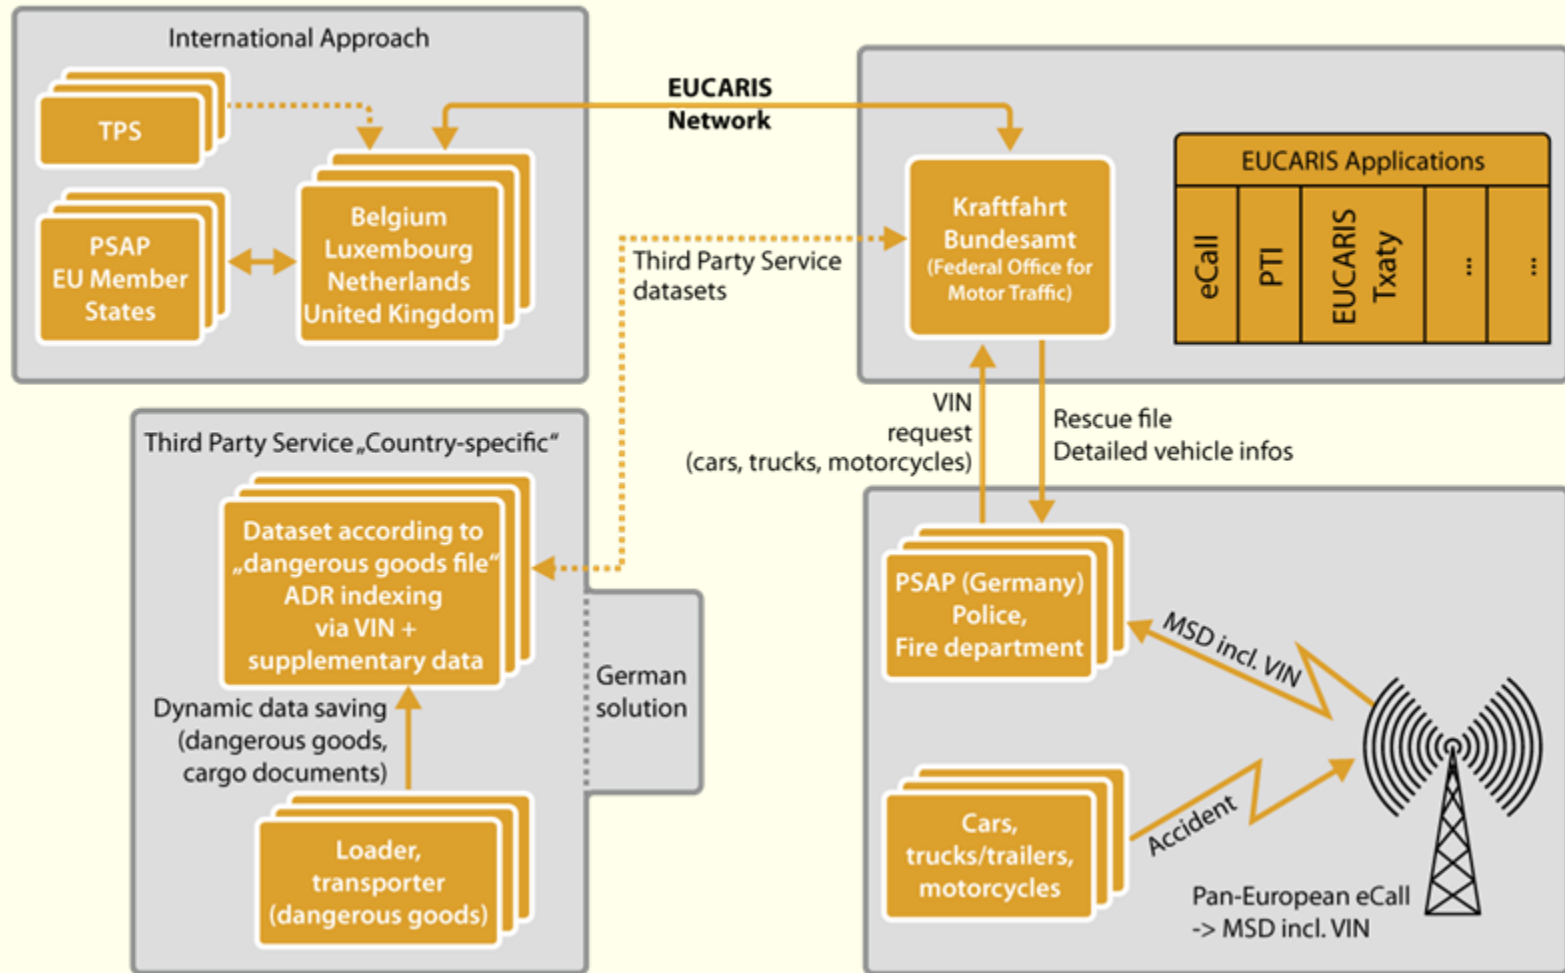 International Approach
TPS
PSAP
EU Member
States
Belgium
Luxembourg
Netherlands
United Kingdom
EUCARIS
Network
Kraftfahrt
Bundesamt
(Federal Office for
Motor Traffic)
EUCARIS Applications
eCall
PTI
EUCARIS
Txaty
...
...
Third Party Service
datasets
VIN
request
(cars, trucks, motorcycles)
Rescue file
Detailed vehicle infos
Third Party Service „Country-specific“
Dataset according to
„dangerous goods file“
ADR indexing
via VIN +
supplementary data
German
solution
Dynamic data saving
(dangerous goods,
cargo documents)
Loader,
transporter
(dangerous goods)
PSAP (Germany)
Police,
Fire department
MSD incl. VIN
Cars,
trucks/trailers,
motorcycles
Accident
Pan-European eCall
-> MSD incl. VIN